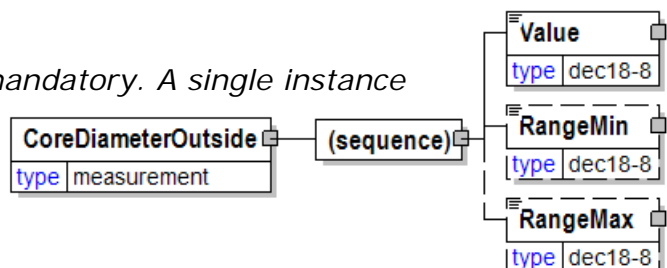 Value
type dec18-8
mandatory. A single instance
CoreDiameterOutside
type measurement
(sequence)
RangeMin
type dec18-8
RangeMax
type dec18-8